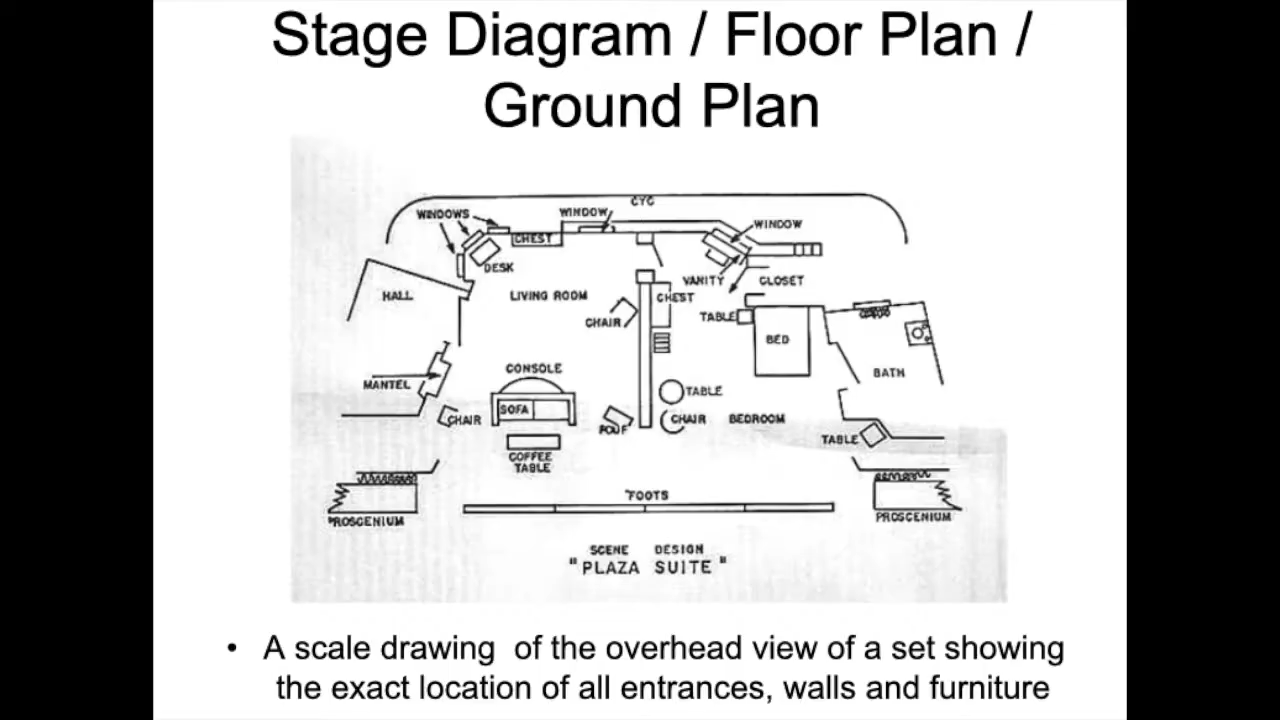 Stage Diagram / Floor Plan /
Ground Plan
CYC
WINDOWS
WINDOW
WINDOW
CHEST
DESK
VANITY
CLOSET
HALL
LIVING ROOM
CHEST
CHAIR
TABLE
BED
CONSOLE
BATH
MANTEL
TABLE
SOFA
CHAIR
POUF
CHAIR
BEDROOM
TABLE
COFFEE
TABLE
FOOTS
PROSCENIUM
PROSCENIUM
SCENE DESIGN
"PLAZA SUITE"
• A scale drawing of the overhead view of a set showing
the exact location of all entrances, walls and furniture